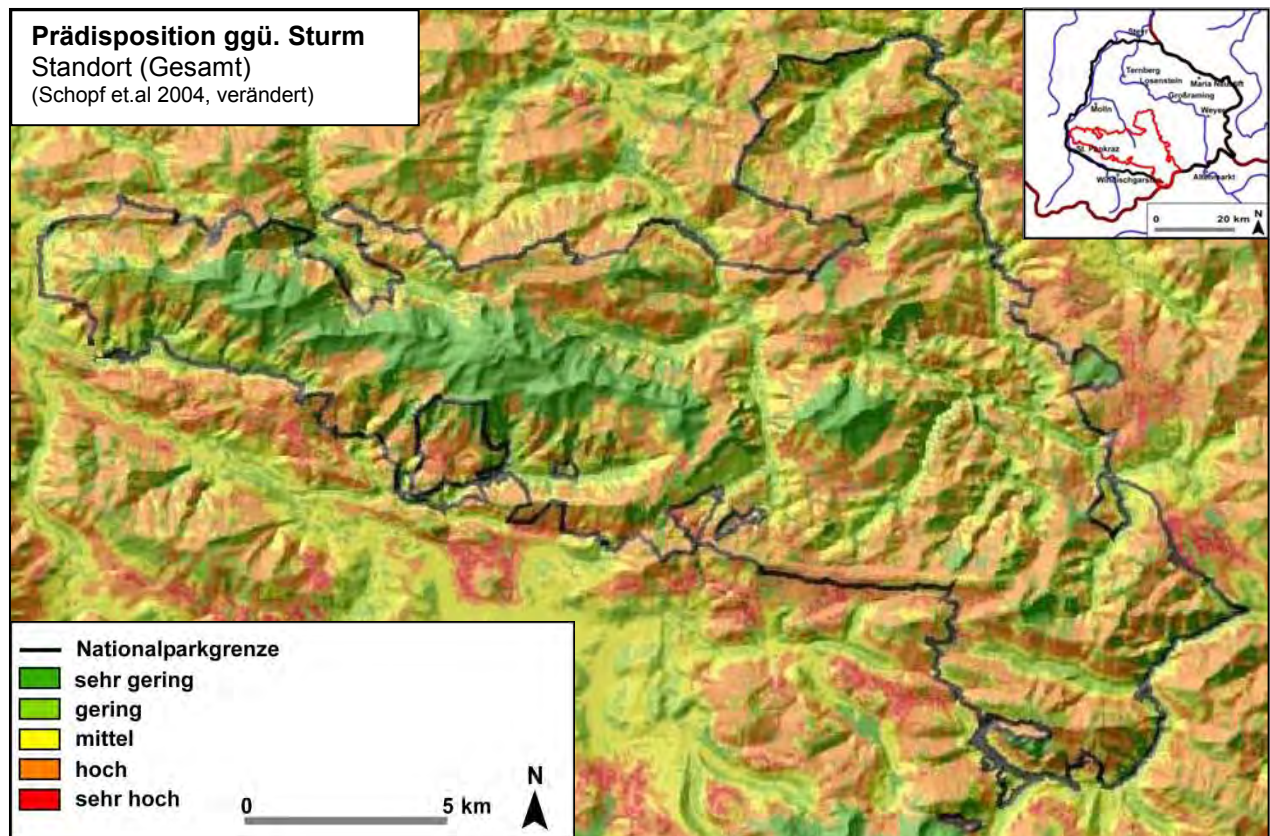 Prädisposition ggü. Sturm
Standort (Gesamt)
(Schopf et.al 2004, verändert)
Steyr
Ternberg
Losenstein
Maria Neustift
Großraming
Weyer
Molln
St. Pankraz
Windischgarsten
Altenmarkt
0 20 km
N
Nationalparkgrenze
sehr gering
gering
mittel
hoch
sehr hoch
0 5 km
N